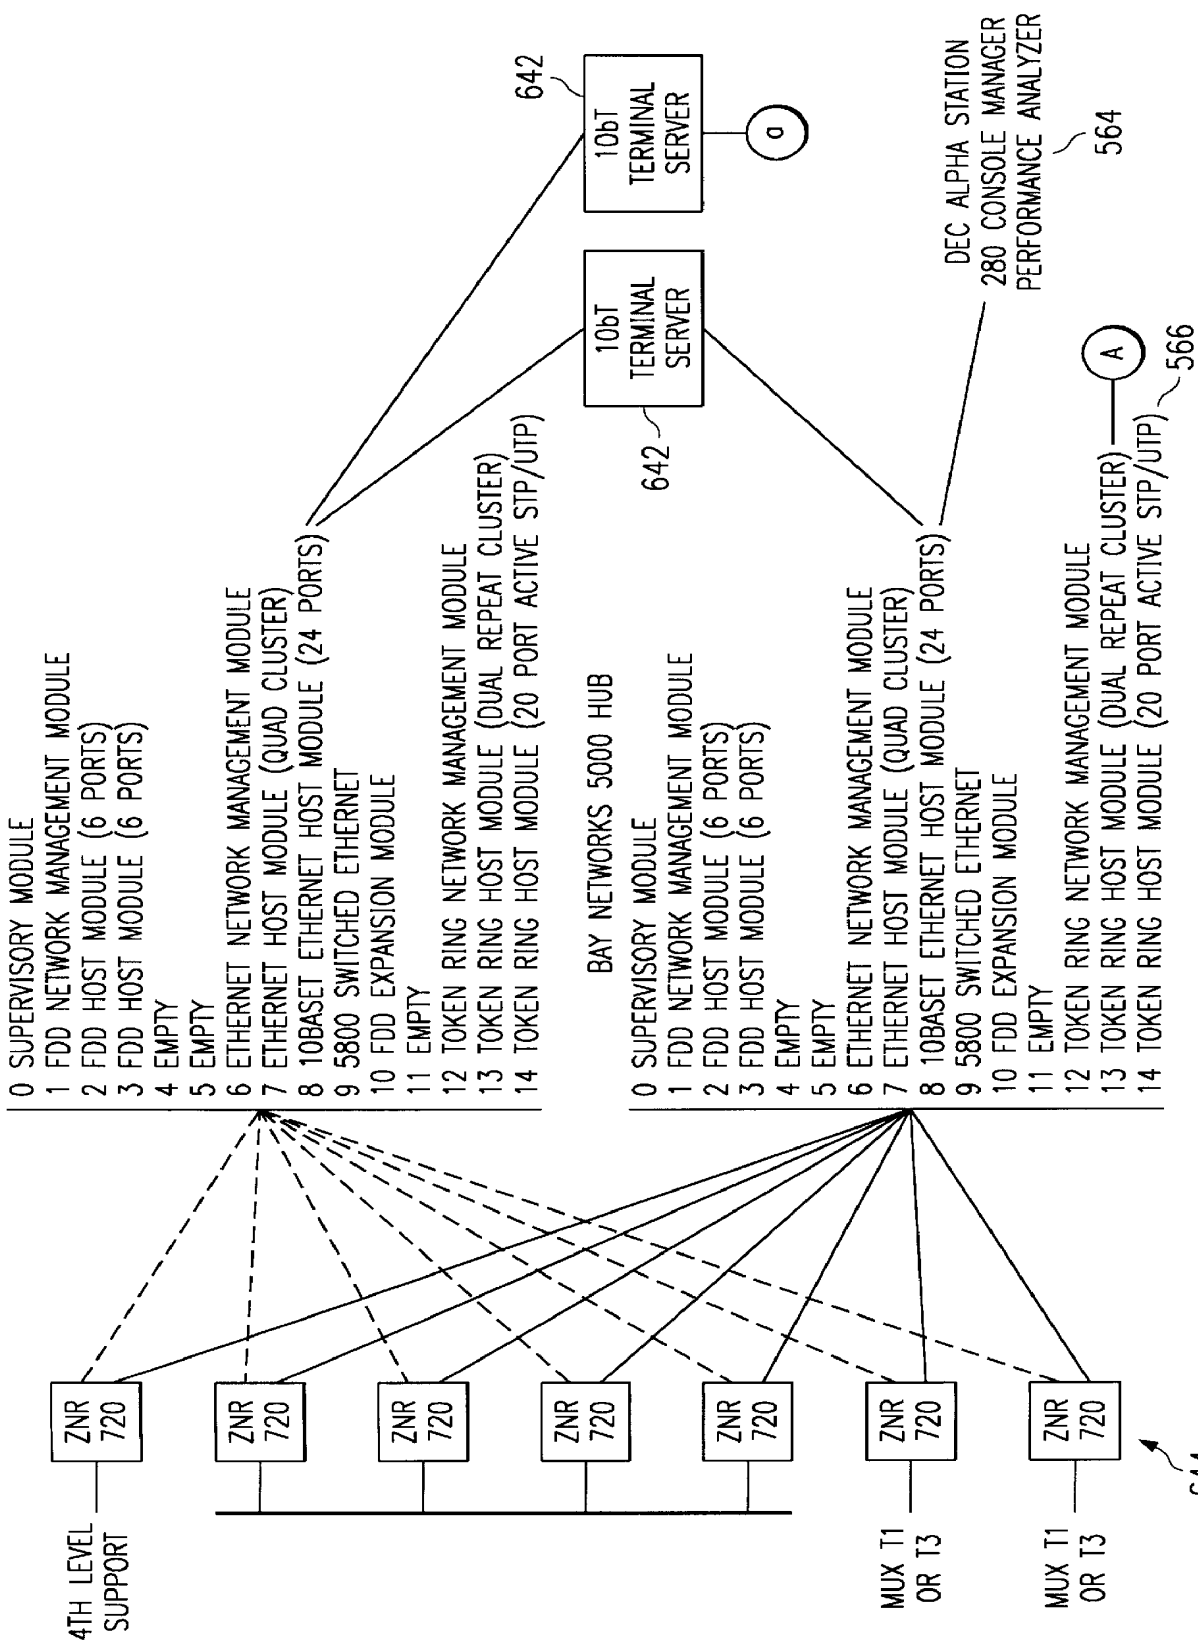 4TH LEVEL
SUPPORT
ZNR
720
ZNR
720
ZNR
720
ZNR
720
ZNR
720
MUX T1
OR T3
ZNR
720
MUX T1
OR T3
ZNR
720
0 SUPERVISORY MODULE
1 FDD NETWORK MANAGEMENT MODULE
2 FDD HOST MODULE (6 PORTS)
3 FDD HOST MODULE (6 PORTS)
4 EMPTY
5 EMPTY
6 ETHERNET NETWORK MANAGEMENT MODULE
7 ETHERNET HOST MODULE (QUAD CLUSTER)
8 10BASET ETHERNET HOST MODULE (24 PORTS)
9 5800 SWITCHED ETHERNET
10 FDD EXPANSION MODULE
11 EMPTY
12 TOKEN RING NETWORK MANAGEMENT MODULE
13 TOKEN RING HOST MODULE (DUAL REPEAT CLUSTER)
14 TOKEN RING HOST MODULE (20 PORT ACTIVE STP/UTP)
BAY NETWORKS 5000 HUB
0 SUPERVISORY MODULE
1 FDD NETWORK MANAGEMENT MODULE
2 FDD HOST MODULE (6 PORTS)
3 FDD HOST MODULE (6 PORTS)
4 EMPTY
5 EMPTY
6 ETHERNET NETWORK MANAGEMENT MODULE
7 ETHERNET HOST MODULE (QUAD CLUSTER)
8 10BASET ETHERNET HOST MODULE (24 PORTS)
9 5800 SWITCHED ETHERNET
10 FDD EXPANSION MODULE
11 EMPTY
12 TOKEN RING NETWORK MANAGEMENT MODULE
13 TOKEN RING HOST MODULE (DUAL REPEAT CLUSTER)
14 TOKEN RING HOST MODULE (20 PORT ACTIVE STP/UTP)
566
A
642
10bT
TERMINAL
SERVER
642
10bT
TERMINAL
SERVER
a
DEC ALPHA STATION
280 CONSOLE MANAGER
PERFORMANCE ANALYZER
564